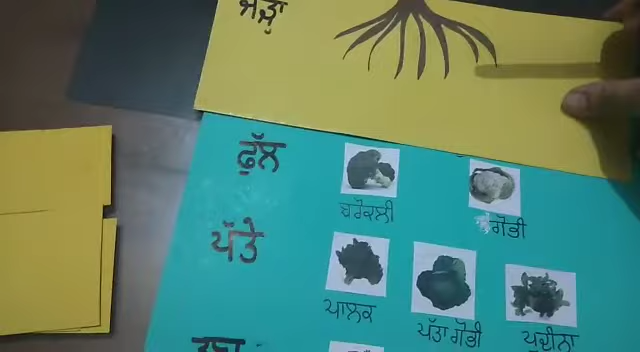 ਜੜ੍ਹਾਂ
ਫੁੱਲ
ਬਰੋਕਲੀ
ਗੋਭੀ
ਪੱਤੇ
ਪਾਲਕ
ਪੱਤਾ ਗੋਭੀ
ਪੁਦੀਨਾ